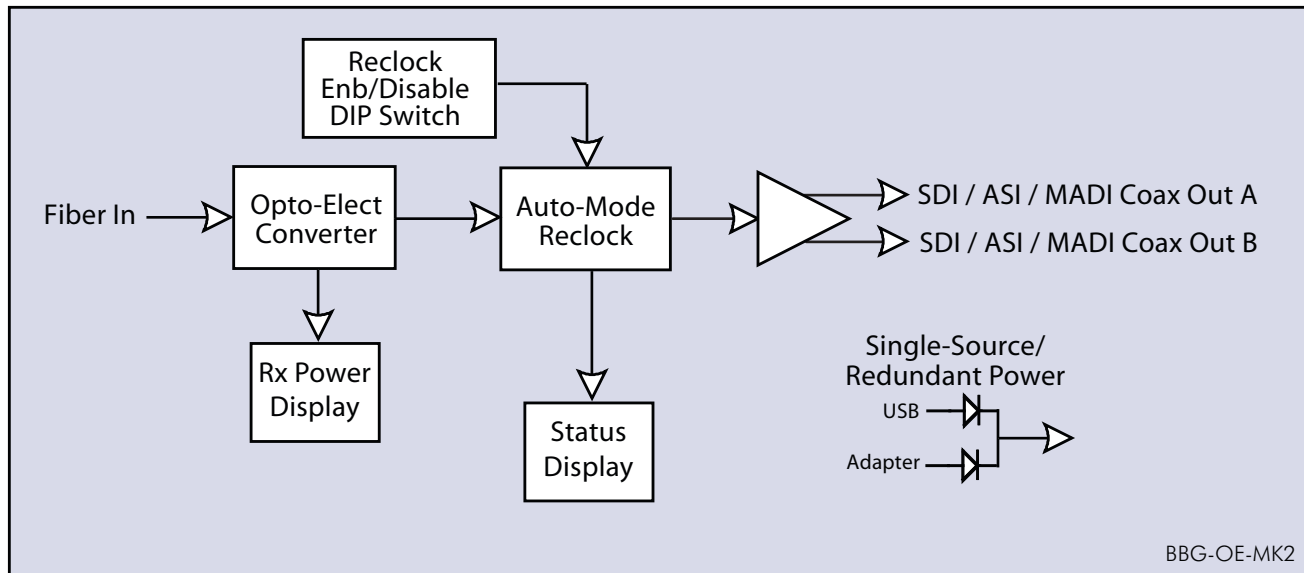 Reclock
Enb/Disable
DIP Switch
Fiber In
Opto-Elect
Converter
Auto-Mode
Reclock
SDI / ASI / MADI Coax Out A
SDI / ASI / MADI Coax Out B
Rx Power
Display
Status
Display
Single-Source/
Redundant Power
USB
Adapter
BBG-OE-MK2